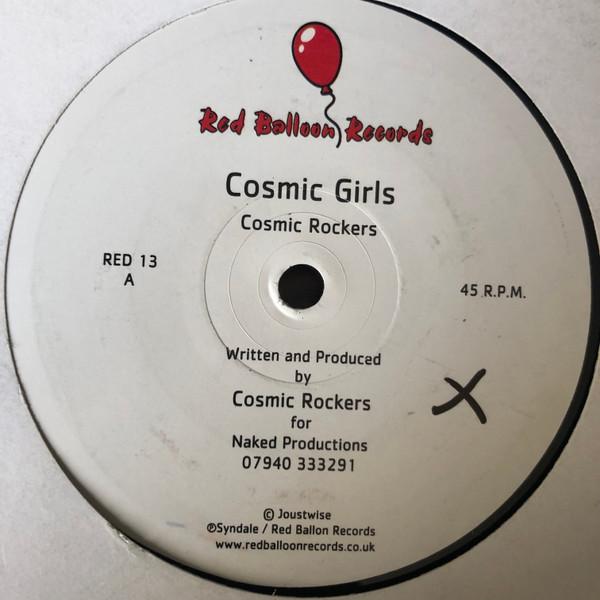 Red Balloon Records
Cosmic Girls
Cosmic Rockers
RED 13
A
45 R.P.M.
Written and Produced
by
Cosmic Rockers
for
Naked Productions
07940 333291
X
© Joustwise
℗Syndale / Red Ballon Records
www.redballoonrecords.co.uk